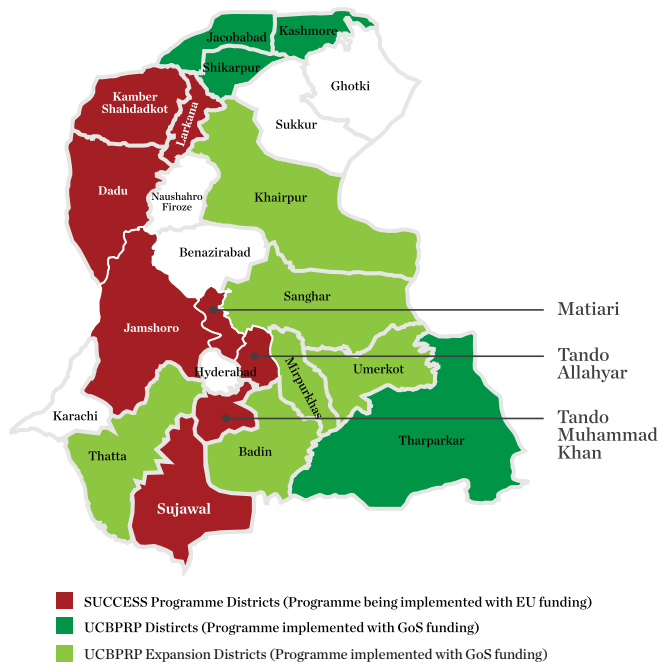 Jacobabad
Kashmore
Shikarpur
Ghotki
Kamber
Shahdadkot
Larkana
Sukkur
Dadu
Naushahro
Firoze
Khairpur
Benazirabad
Sanghar
Matiari
Jamshoro
Tando
Allahyar
Hyderabad
Mirpurkhas
Umerkot
Karachi
Tando
Muhammad
Khan
Thatta
Badin
Tharparkar
Sujawal
SUCCESS Programme Districts (Programme being implemented with EU funding)
UCBPRP Distircts (Programme implemented with GoS funding)
UCBPRP Expansion Districts (Programme implemented with GoS funding)